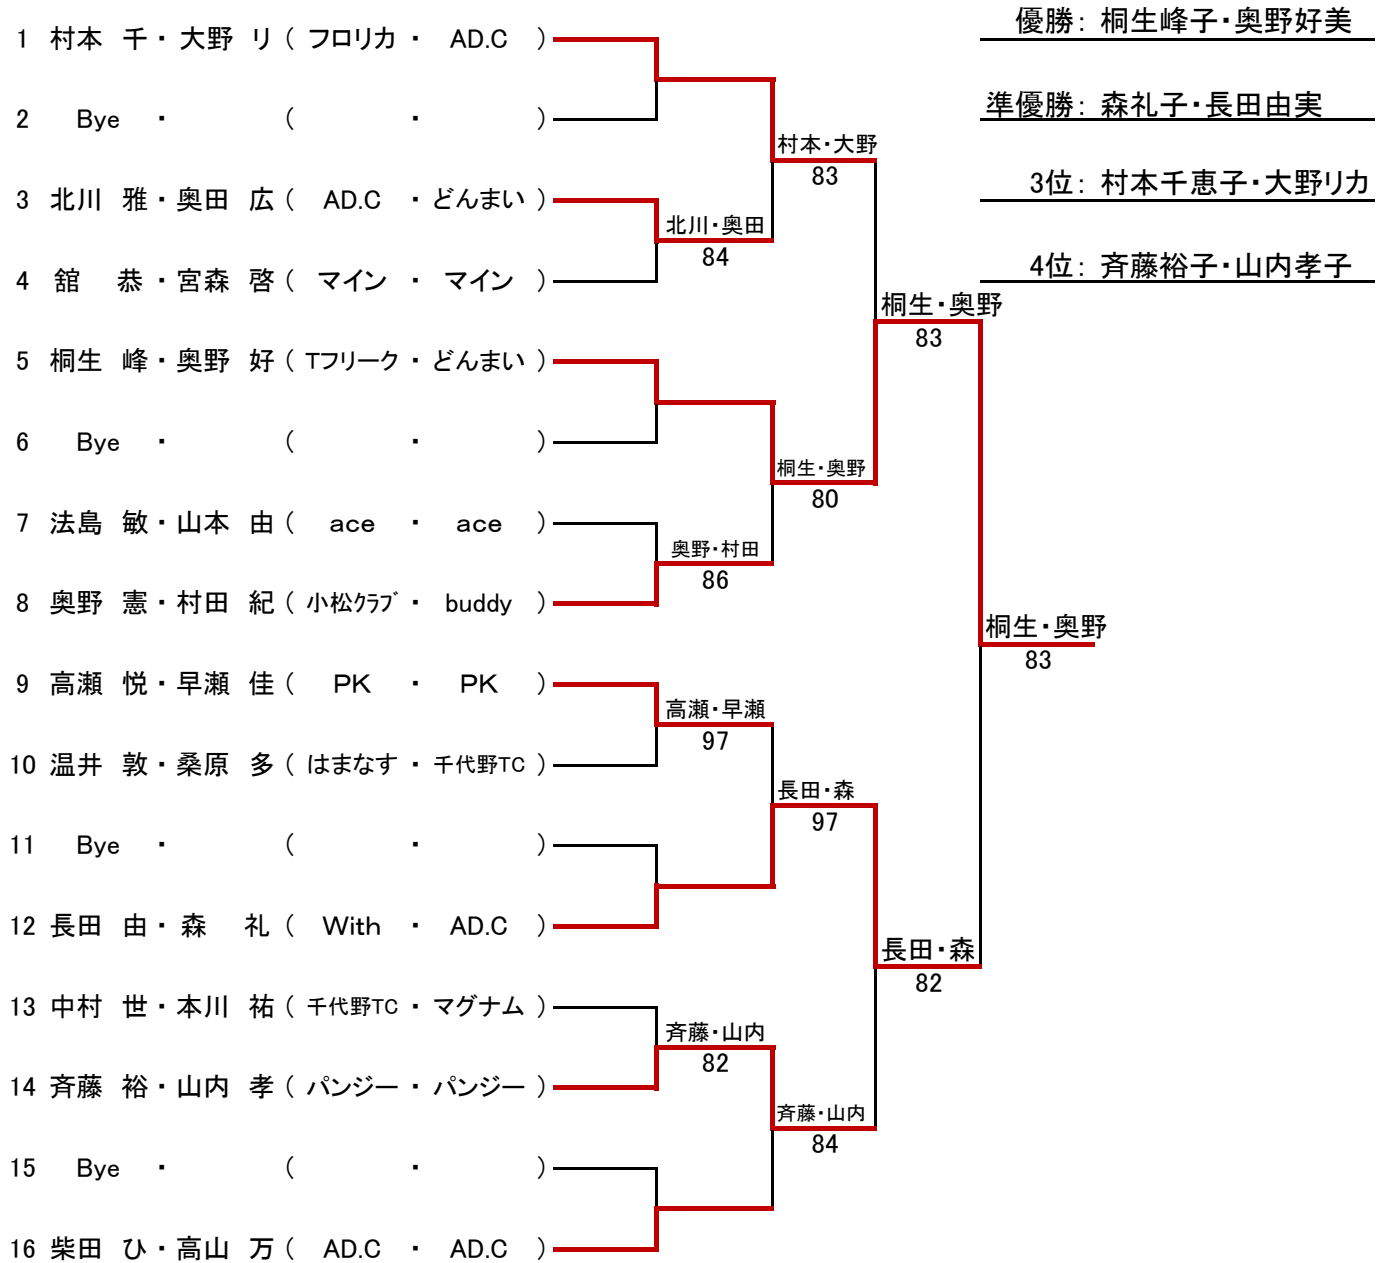 優勝： 桐生峰子・奥野好美
1 村本 千・大野 リ（ フロリカ ・ AD.C ）
準優勝： 森礼子・長田由実
2 Bye ・ （ ・ ）
村本・大野
83
3位： 村本千恵子・大野リカ
3 北川 雅・奥田 広（ AD.C ・ どんまい ）
北川・奥田
84
4位： 斉藤裕子・山内孝子
4 舘 恭・宮森 啓（ マイン ・ マイン ）
桐生・奥野
83
5 桐生 峰・奥野 好（ Tフリーク ・ どんまい ）
6 Bye ・ （ ・ ）
桐生・奥野
80
7 法島 敏・山本 由（ ace ・ ace ）
奥野・村田
86
8 奥野 憲・村田 紀（ 小松ｸﾗﾌﾞ ・ buddy ）
桐生・奥野
83
9 高瀬 悦・早瀬 佳（ PK ・ PK ）
高瀬・早瀬
97
10 温井 敦・桑原 多（ はまなす ・ 千代野TC ）
長田・森
97
11 Bye ・ （ ・ ）
12 長田 由・森 礼（ With ・ AD.C ）
長田・森
82
13 中村 世・本川 祐（ 千代野TC ・ マグナム ）
斉藤・山内
82
14 斉藤 裕・山内 孝（ パンジー ・ パンジー ）
斉藤・山内
84
15 Bye ・ （ ・ ）
16 柴田 ひ・高山 万（ AD.C ・ AD.C ）